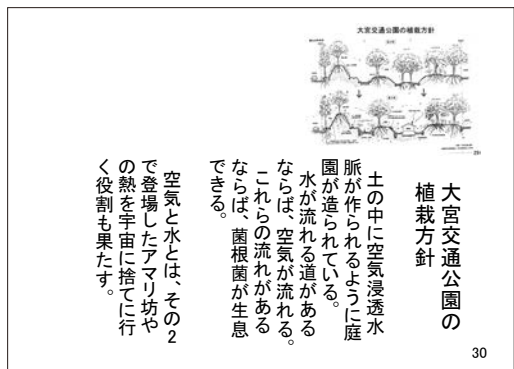 大宮交通公園の植栽方針
大宮交通公園の
植栽方針
土の中に空気浸透水
脈が作られるように庭
園が造られている。
水が流れる道がある
ならば、空気が流れる。
これらの流れがある
ならば、菌根菌が生息
できる。
空気と水とは、その2
で登場したアマリ坊や
の熱を宇宙に捨てに行
く役割も果たす。
30